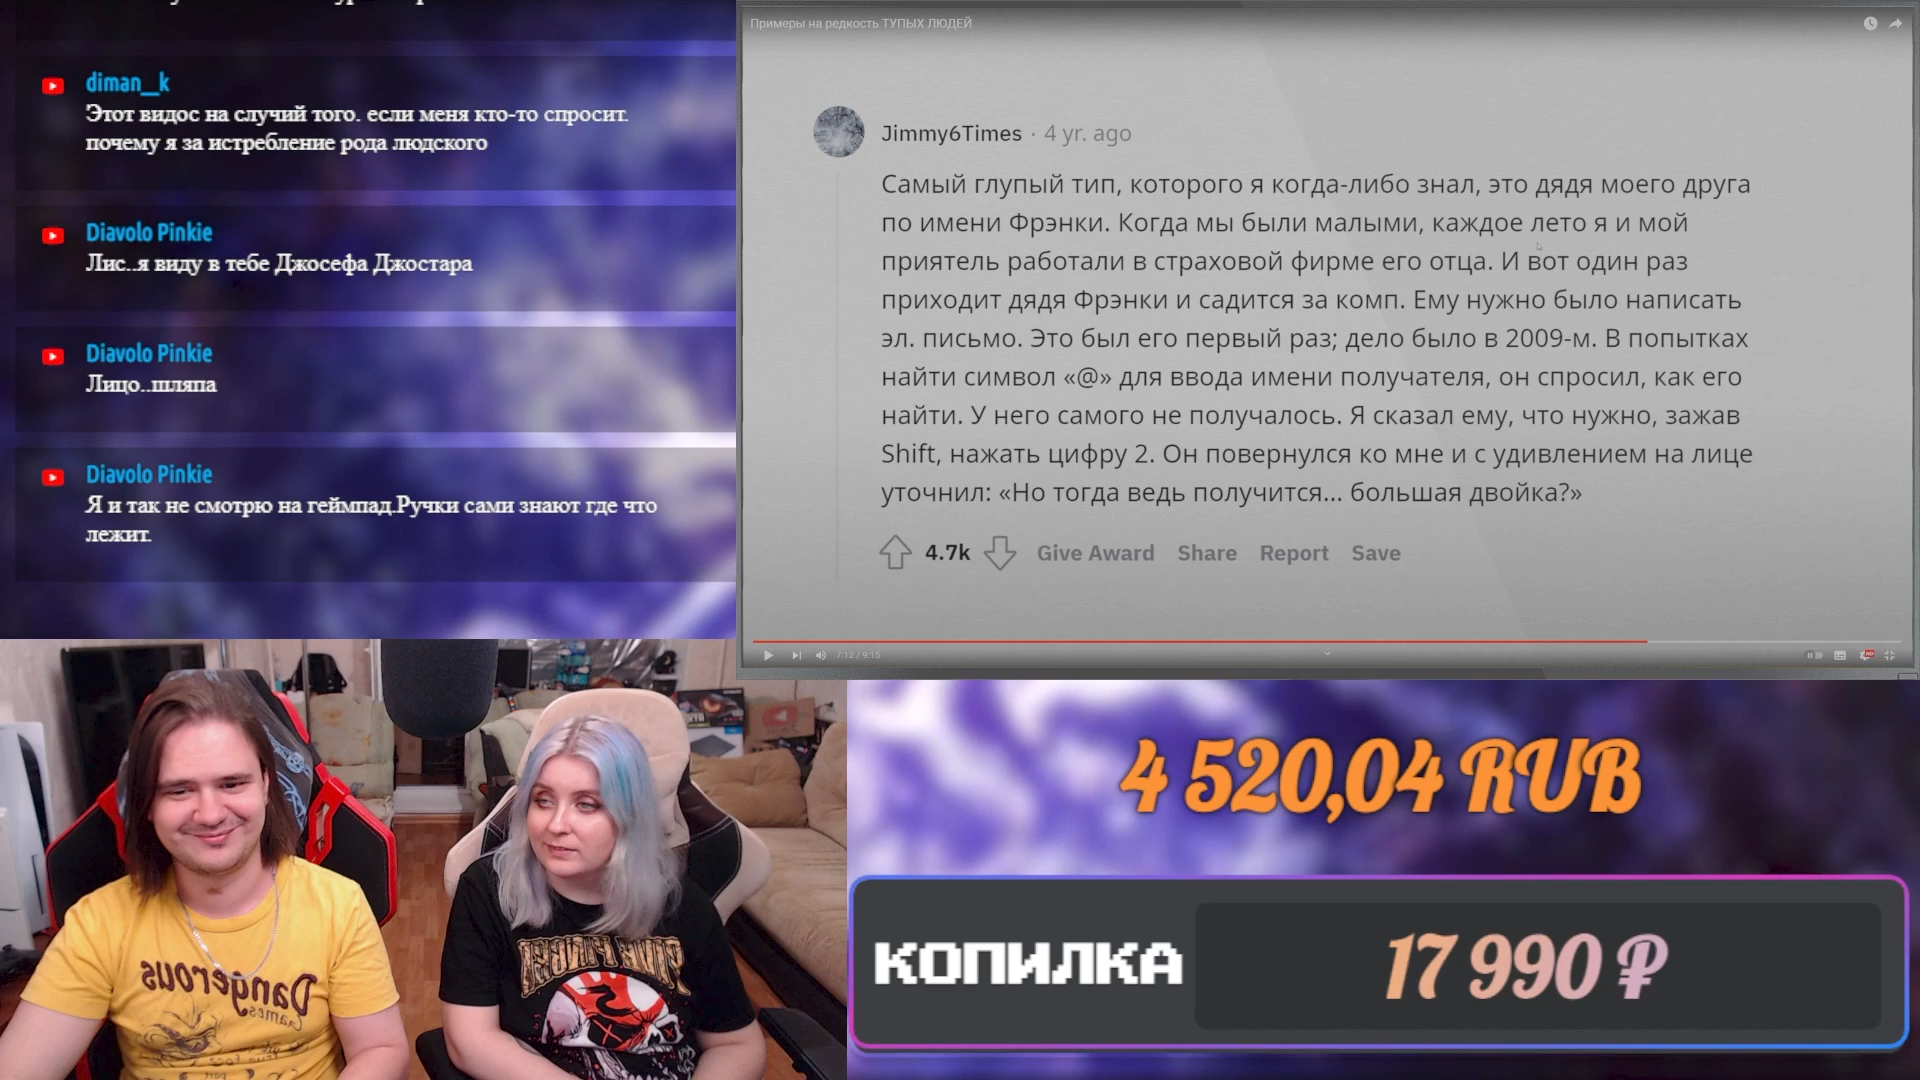 diman__k
Этот видос на случий того. если меня кто-то спросит.
почему я за истребление рода людского
Diavolo Pinkie
Лис..я виду в тебе Джосефа Джостара
Diavolo Pinkie
Лицо..шляпа
Diavolo Pinkie
Я и так не смотрю на геймпад.Ручки сами знают где что
лежит.
Примеры на редкость ТУПЫХ ЛЮДЕЙ
Jimmy6Times · 4 yr. ago
Самый глупый тип, которого я когда-либо знал, это дядя моего друга
по имени Фрэнки. Когда мы были малыми, каждое лето я и мой
приятель работали в страховой фирме его отца. И вот один раз
приходит дядя Фрэнки и садится за комп. Ему нужно было написать
эл. письмо. Это был его первый раз; дело было в 2009-м. В попытках
найти символ «@» для ввода имени получателя, он спросил, как его
найти. У него самого не получалось. Я сказал ему, что нужно, зажав
Shift, нажать цифру 2. Он повернулся ко мне и с удивлением на лице
уточнил: «Но тогда ведь получится... большая двойка?»
4.7k Give Award Share Report Save
7:12 / 9:15
Dangerous
Games
4 520,04 RUB
КОПИЛКА
17 990 ₽